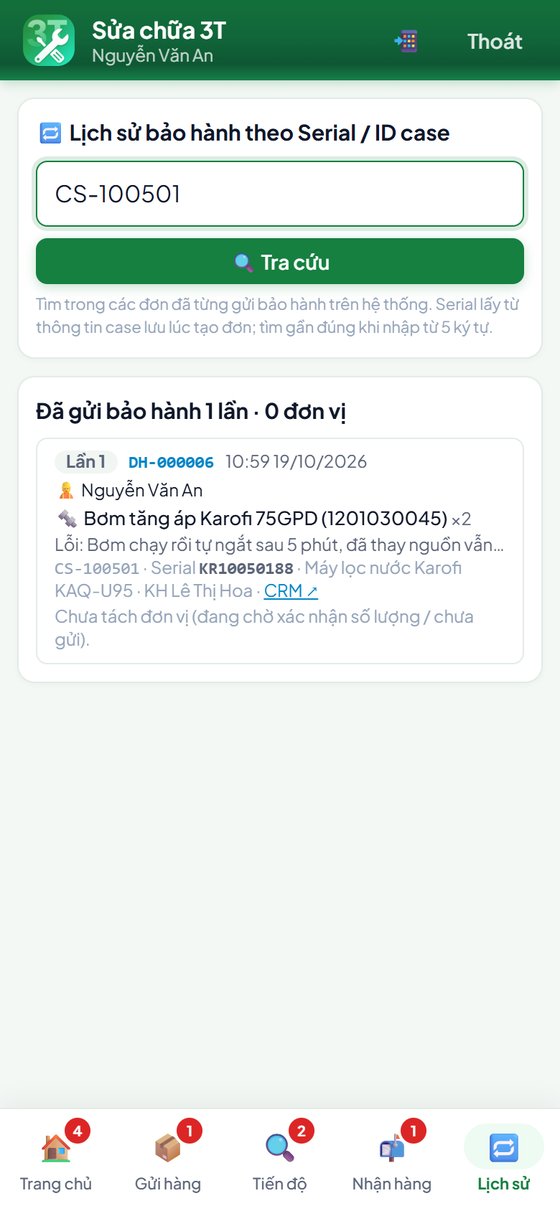 3T
Sửa chữa 3T
Nguyễn Văn An
Thoát
Lịch sử bảo hành theo Serial / ID case
CS-100501
Tra cứu
Tìm trong các đơn đã từng gửi bảo hành trên hệ thống. Serial lấy từ
thông tin case lưu lúc tạo đơn; tìm gần đúng khi nhập từ 5 ký tự.
Đã gửi bảo hành 1 lần · 0 đơn vị
Lần 1 DH-000006 10:59 19/10/2026
Nguyễn Văn An
Bơm tăng áp Karofi 75GPD (1201030045) ×2
Lỗi: Bơm chạy rồi tự ngắt sau 5 phút, đã thay nguồn vẫn...
CS-100501 · Serial KR10050188 · Máy lọc nước Karofi
KAQ-U95 · KH Lê Thị Hoa · CRM ↗
Chưa tách đơn vị (đang chờ xác nhận số lượng / chưa
gửi).
4 1 2 1
Trang chủ Gửi hàng Tiến độ Nhận hàng Lịch sử